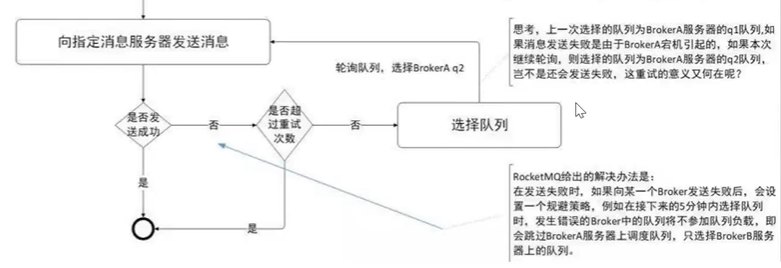 向指定消息服务器发送消息
思考，上一次选择的队列为BrokerA服务器的q1队列,如
果消息发送失败是由于BrokerA宕机引起的，如果本次
继续轮询，则选择的队列为BrokerA服务器的q2队列，
岂不是还会发送失败，这重试的意义又何在呢？
轮询队列，选择BrokerA q2
是否发
送成功
否
是否超
过重试
次数
否
选择队列
是
是
RocketMQ给出的解决办法是：
在发送失败时，如果向某一个Broker发送失败后，会设
置一个规避策略，例如在接下来的5分钟内选择队列
时，发生错误的Broker中的队列将不参加队列负载，即
会跳过BrokerA服务器上调度队列，只选择BrokerB服务
器上的队列。